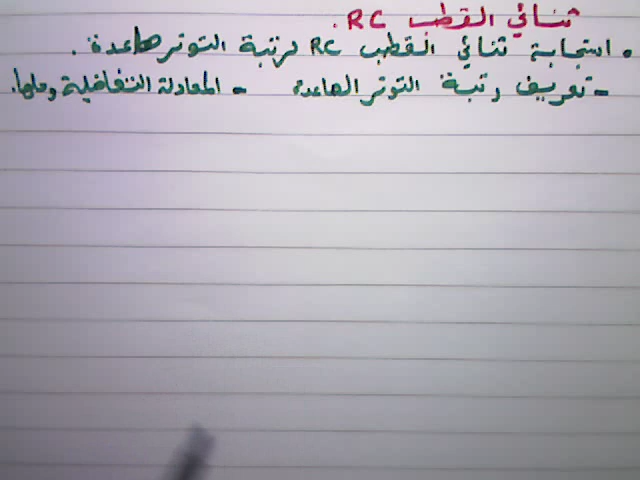 ثنائي القطب RC.
• استجابة ثنائي القطب RC لرتبة التوتر صاعدة.
- تعريف رتبة التوتر الصاعدة - المعادلة التفاضلية وحلها.